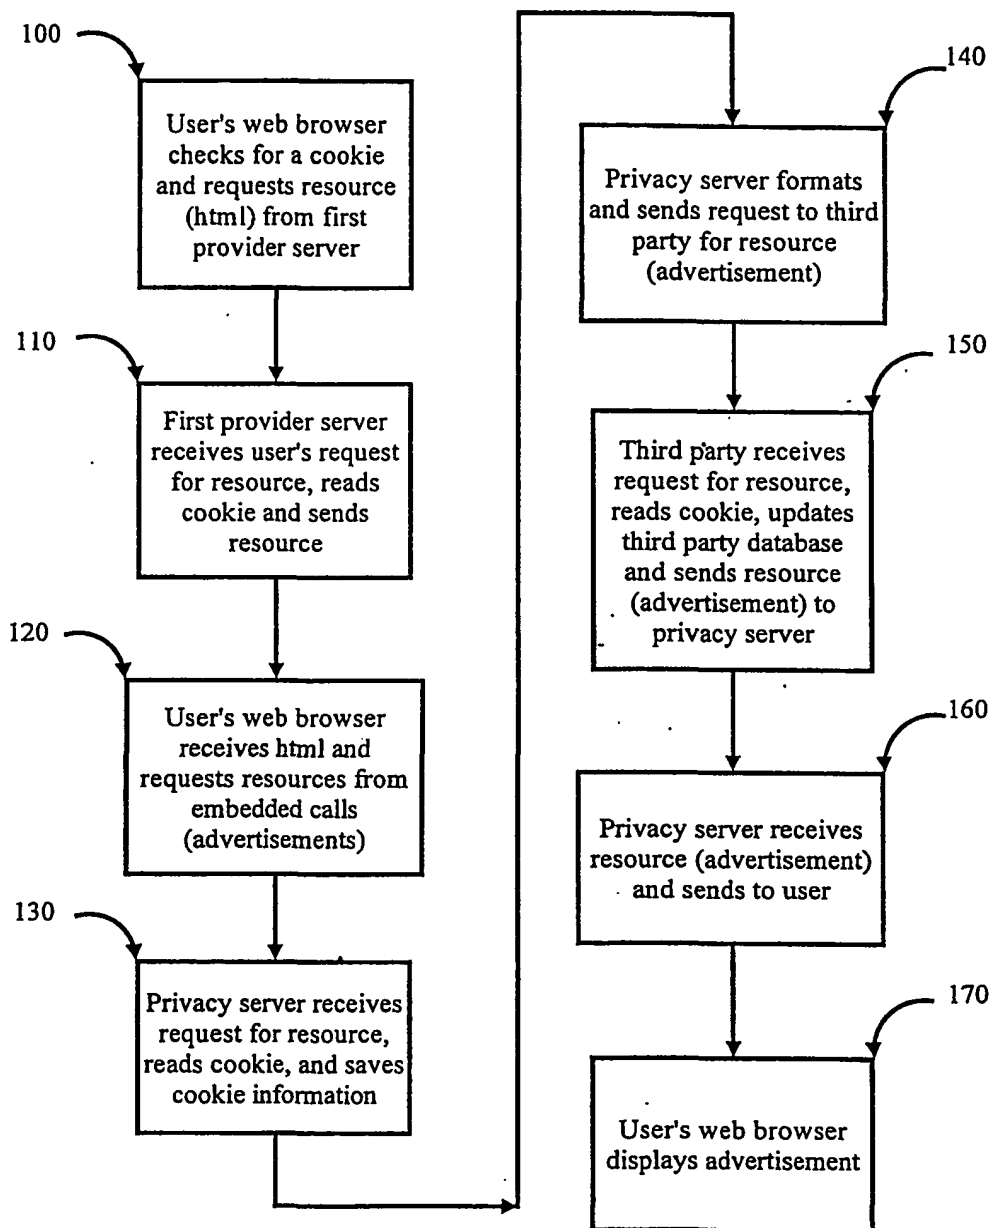 100
User's web browser
checks for a cookie
and requests resource
(html) from first
provider server
110
First provider server
receives user's request
for resource, reads
cookie and sends
resource
120
User's web browser
receives html and
requests resources from
embedded calls
(advertisements)
130
Privacy server receives
request for resource,
reads cookie, and saves
cookie information
140
Privacy server formats
and sends request to third
party for resource
(advertisement)
150
Third party receives
request for resource,
reads cookie, updates
third party database
and sends resource
(advertisement) to
privacy server
160
Privacy server receives
resource (advertisement)
and sends to user
170
User's web browser
displays advertisement